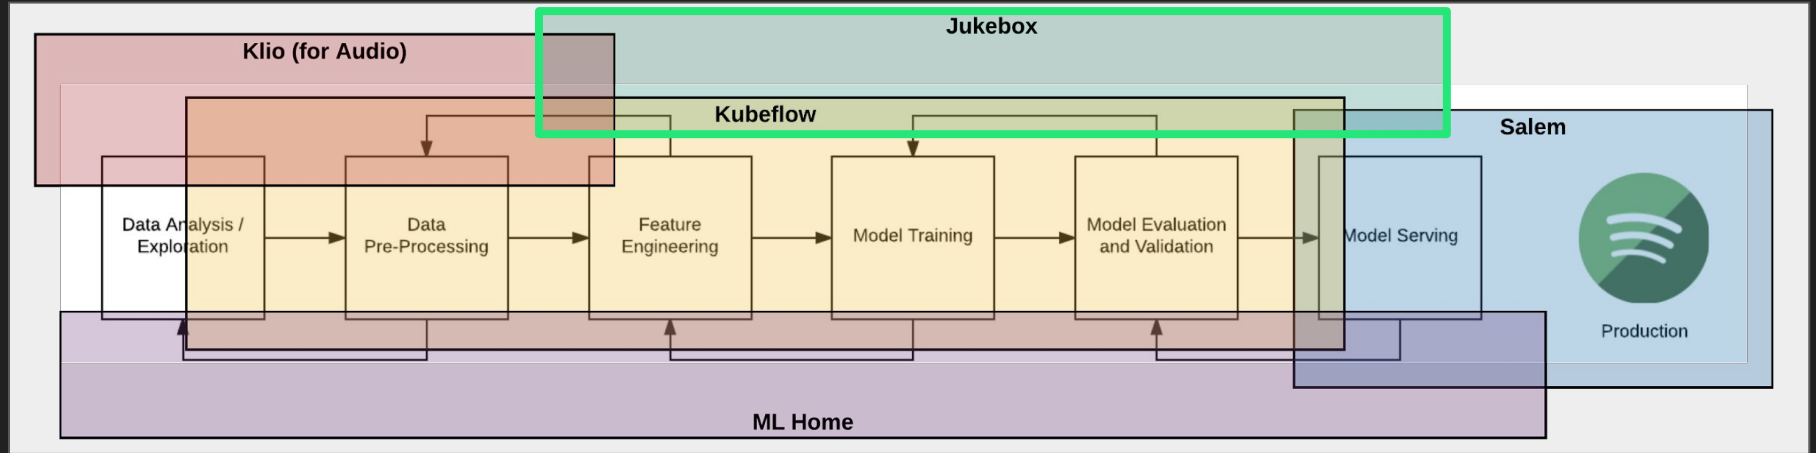 Jukebox
Klio (for Audio)
Kubeflow
Salem
Data Analysis /
Exploration
Data
Pre-Processing
Feature
Engineering
Model Training
Model Evaluation
and Validation
Model Serving
Production
ML Home